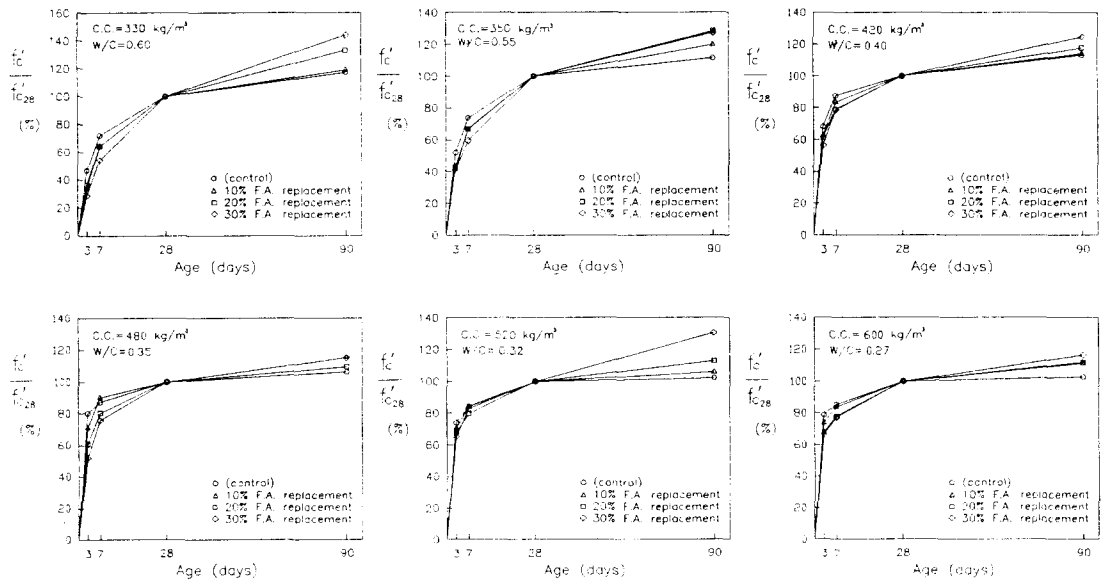 160
140
120
100
80
60
40
20
0
f'c
f'c28
(%)
C.C.=330 kg/m³
W/C=0.60
(control)
10% F.A. replacement
20% F.A. replacement
30% F.A. replacement
3 7 28 90
Age (days)
140
120
100
80
60
40
20
0
f'c
f'c28
(%)
C.C.=350 kg/m³
W/C=0.55
(control)
10% F.A. replacement
20% F.A. replacement
30% F.A. replacement
3 7 28 90
Age (days)
140
120
100
80
60
40
20
0
f'c
f'c28
(%)
C.C.=420 kg/m³
W/C=0.40
(control)
10% F.A. replacement
20% F.A. replacement
30% F.A. replacement
3 7 28 90
Age (days)
140
120
100
80
60
40
20
0
f'c
f'c28
(%)
C.C.=480 kg/m³
W/C=0.35
(control)
10% F.A. replacement
20% F.A. replacement
30% F.A. replacement
3 7 28 90
Age (days)
140
120
100
80
60
40
20
0
f'c
f'c28
(%)
C.C.=520 kg/m³
W/C=0.32
(control)
10% F.A. replacement
20% F.A. replacement
30% F.A. replacement
3 7 28 90
Age (days)
140
120
100
80
60
40
20
0
f'c
f'c28
(%)
C.C.=600 kg/m³
W/C=0.27
(control)
10% F.A. replacement
20% F.A. replacement
30% F.A. replacement
3 7 28 90
Age (days)